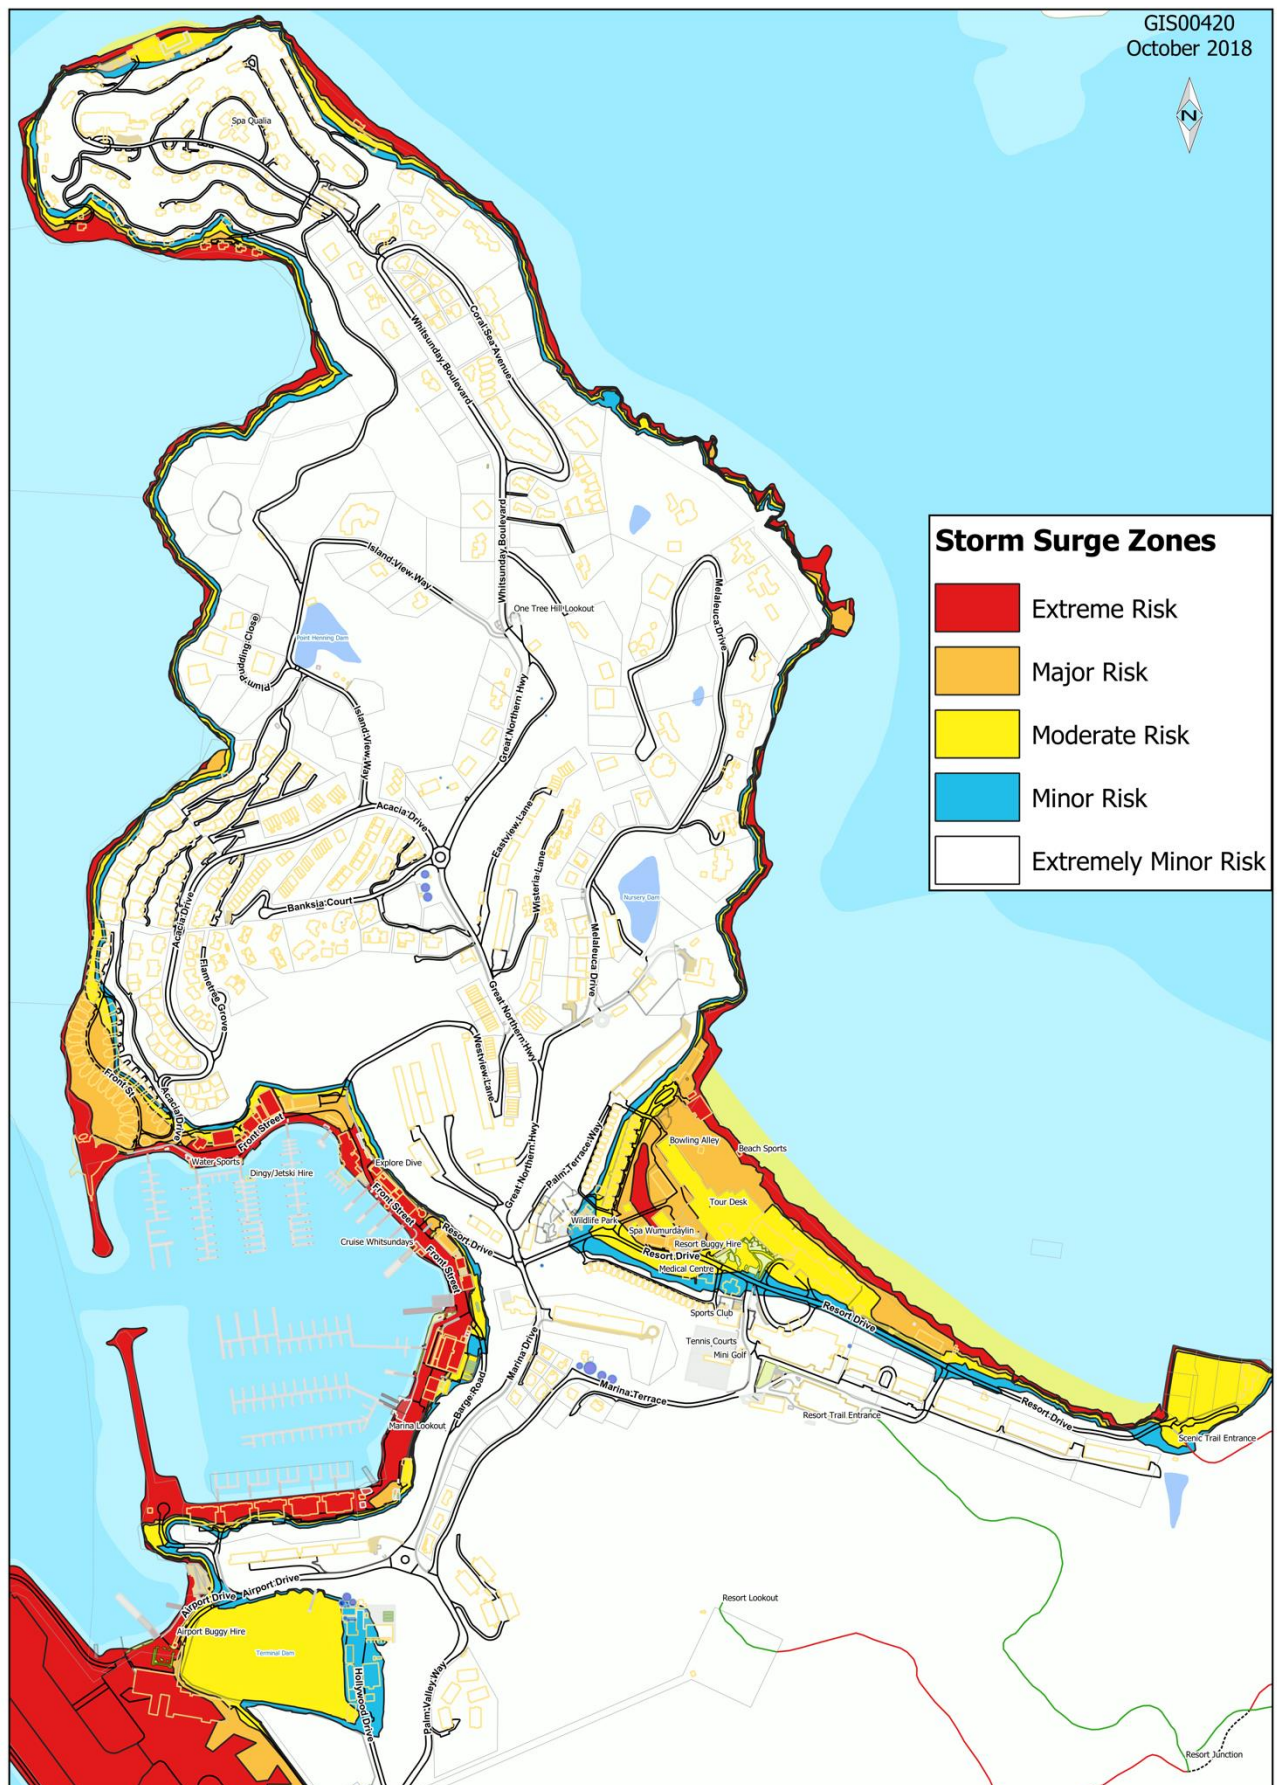 GIS00420
October 2018
N
Spa Qualia
Coral Sea Avenue
Whitsunday Boulevard
Storm Surge Zones
Extreme Risk
Major Risk
Moderate Risk
Minor Risk
Extremely Minor Risk
Whitsunday Boulevard
Island View Way
One Tree Hill Lookout
Melaleuca Drive
Plum Pudding Close
Point Henning Dam
Island View Way
Great Northern Hwy
Acacia Drive
Eastview Lane
Wisteria Lane
Banksia Court
Nursery Dam
Acacia Drive
Flametree Grove
Melaleuca Drive
Great Northern Hwy
Westview Lane
Front St
Acacia Drive
Front Street
Water Sports
Dingy/Jetski Hire
Explore Dive
Front Street
Cruise Whitsundays
Front Street
Resort Drive
Great Northern Hwy
Palm Terrace Way
Bowling Alley
Beach Sports
Tour Desk
Wildlife Park
Spa Wumurdaylin
Resort Buggy Hire
Resort Drive
Medical Centre
Sports Club
Resort Drive
Tennis Courts
Mini Golf
Marina Drive
Marina Terrace
Barge Road
Marina Lookout
Resort Trail Entrance
Resort Drive
Scenic Trail Entrance
Airport Drive
Airport Drive
Airport Buggy Hire
Terminal Dam
Hollywood Drive
Palm Valley Way
Resort Lookout
Resort Junction